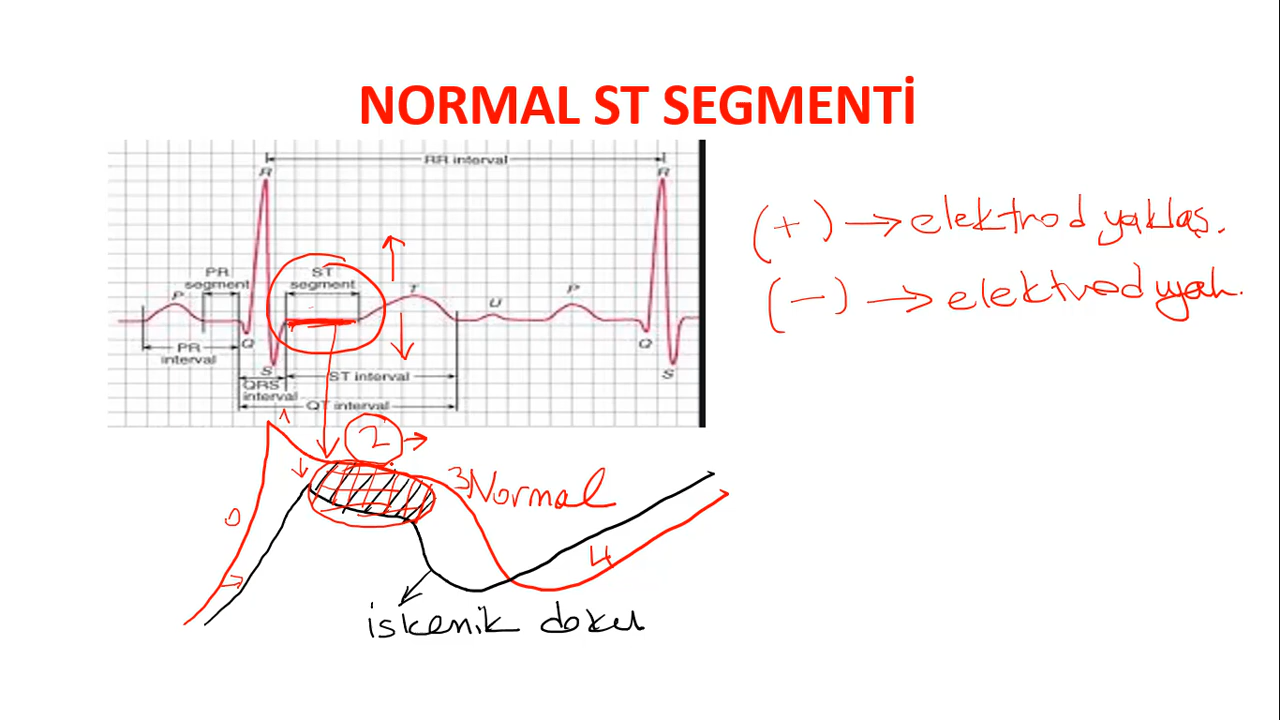 NORMAL ST SEGMENTİ
RR interval
R
R
(+) → elektrod yaklaş.
(−) → elektrod
PR
segment
ST
segment
P
T
U
P
Q
S
Q
S
PR
interval
ST interval
QRS
interval
QT interval
1
2
3
Normal
0
4
iskemik doku